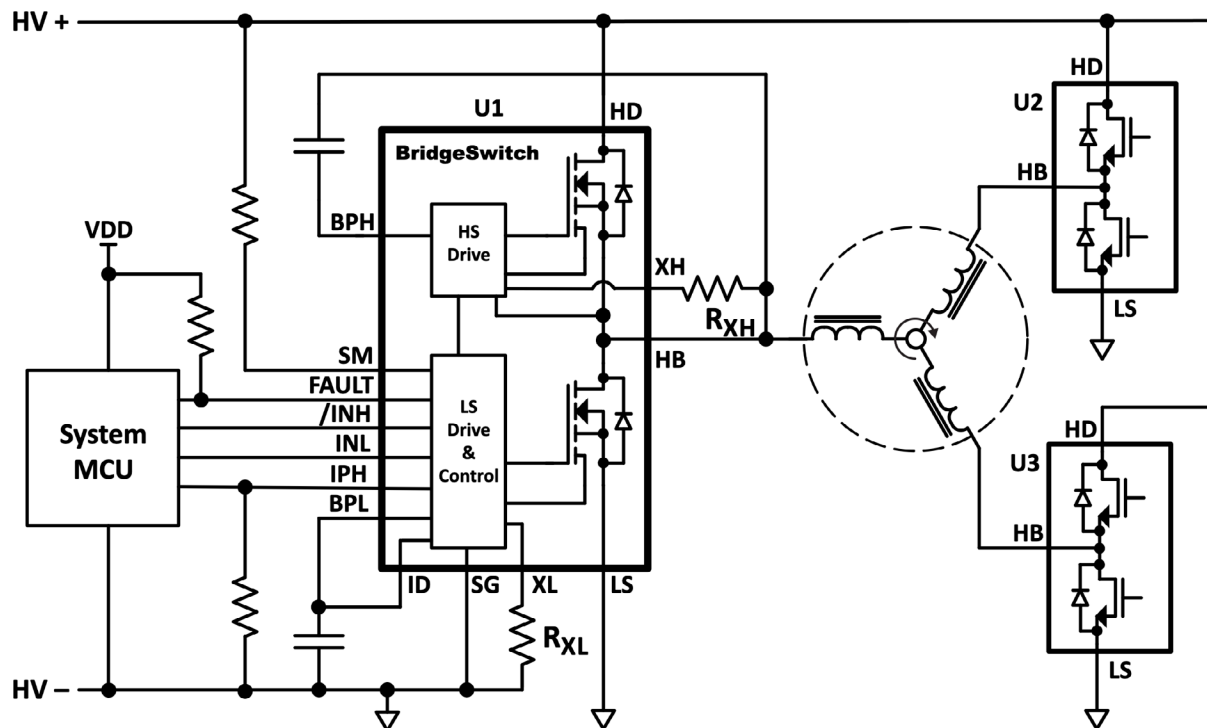 HV +
U1
HD
BridgeSwitch
BPH
HS
Drive
XH
RXH
HB
VDD
SM
FAULT
/INH
INL
IPH
BPL
System
MCU
LS
Drive
&
Control
ID
SG
XL
LS
RXL
HV –
HD
U2
HB
LS
HD
U3
HB
LS